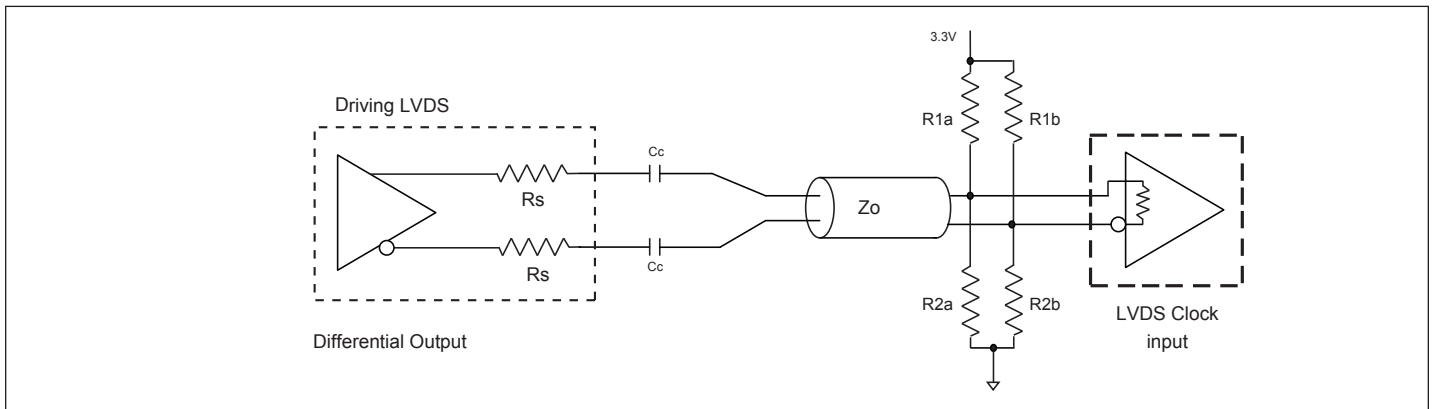 3.3V
Driving LVDS
R1a
R1b
Cc
Rs
Zo
Rs
Cc
R2a
R2b
LVDS Clock
input
Differential Output